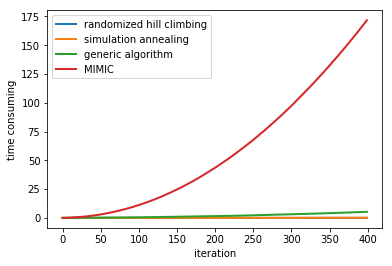 randomized hill climbing
simulation annealing
generic algorithm
MIMIC
175
150
125
100
75
50
25
0
time consuming
0 50 100 150 200 250 300 350 400
iteration